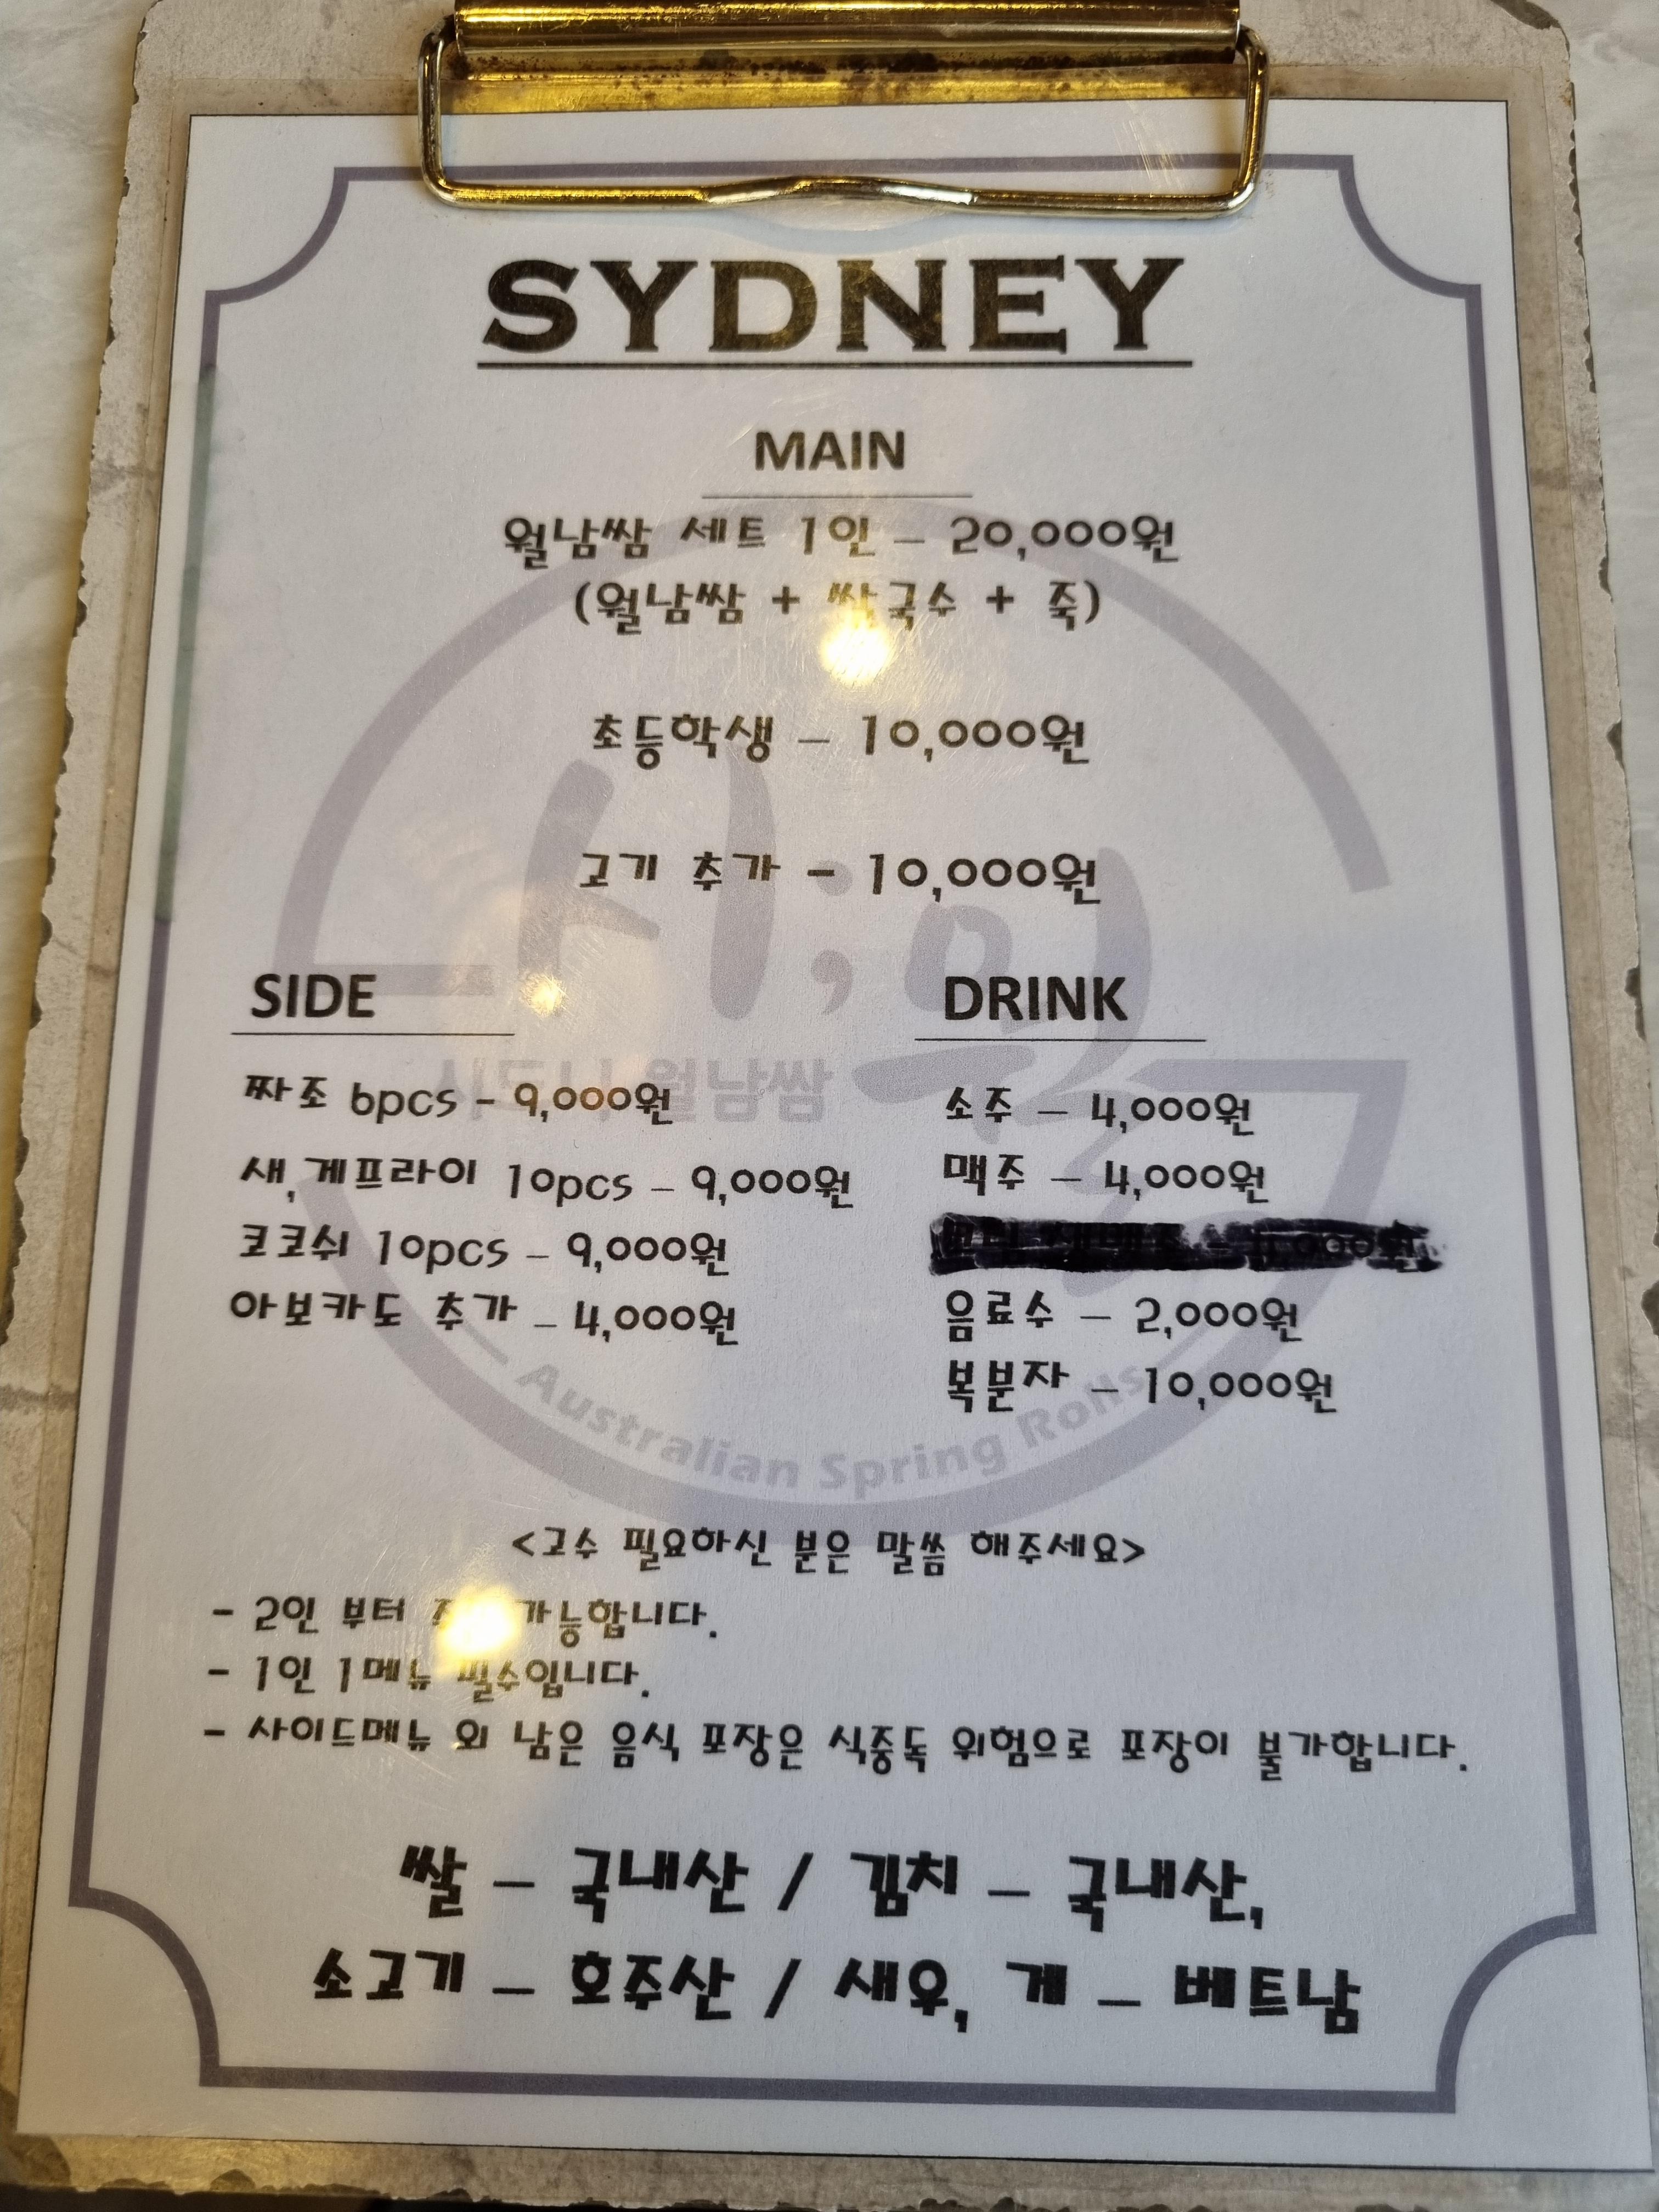 SYDNEY
MAIN
월남쌈 세트 1인 – 20,000원
(월남쌈 + 쌀국수 + 죽)
초등학생 – 10,000원
고기 추가 - 10,000원
SIDE
짜조 6pcs - 9,000원
새,게프라이 10pcs – 9,000원
코코쉬 10pcs – 9,000원
아보카도 추가 – 4,000원
DRINK
소주 – 4,000원
맥주 – 4,000원
음료수 – 2,000원
복분자 – 10,000원
시;월
시드니 월남쌈
Australian Spring Rolls
<고수 필요하신 분은 말씀 해주세요>
- 2인 부터 가능합니다.
- 1인 1메뉴 필수입니다.
- 사이드메뉴 외 남은 음식 포장은 식중독 위험으로 포장이 불가합니다.
쌀 – 국내산 / 김치 – 국내산,
소고기 – 호주산 / 새우, 게 – 베트남